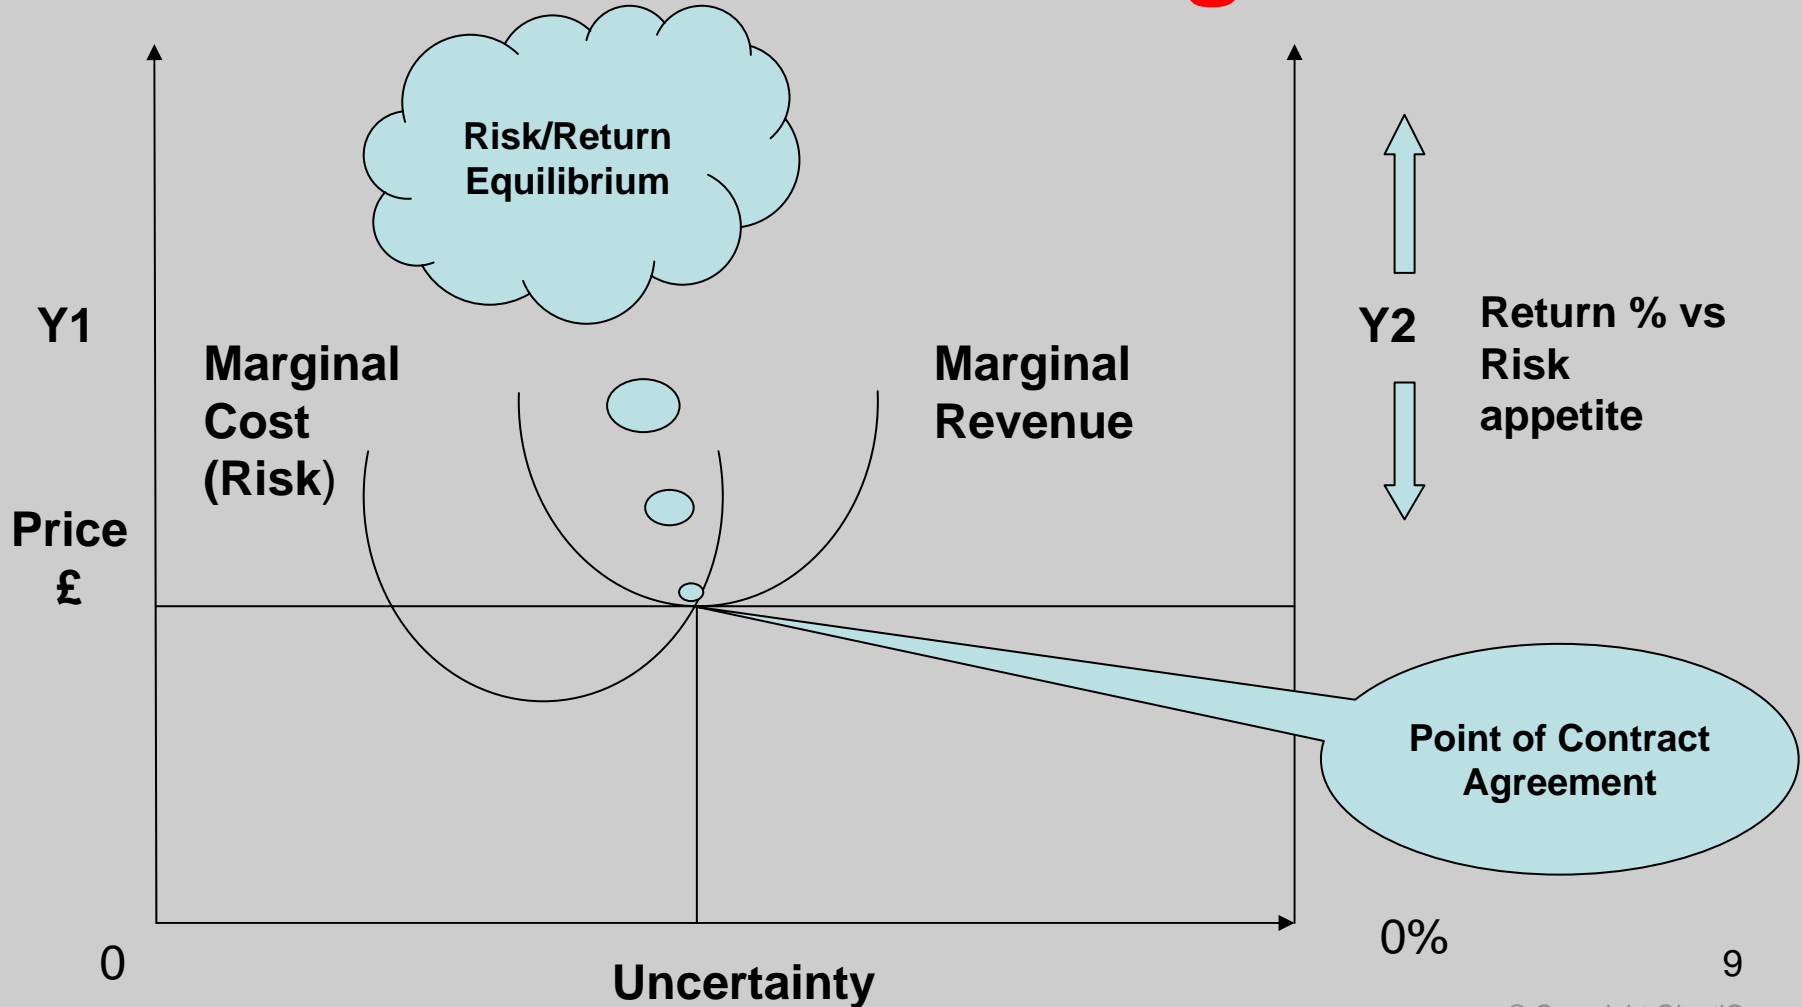 Risk/Return
Equilibrium
Y1
Marginal
Cost
(Risk)
Marginal
Revenue
Y2
Return % vs
Risk
appetite
Price
£
Point of Contract
Agreement
0
Uncertainty
0%
9